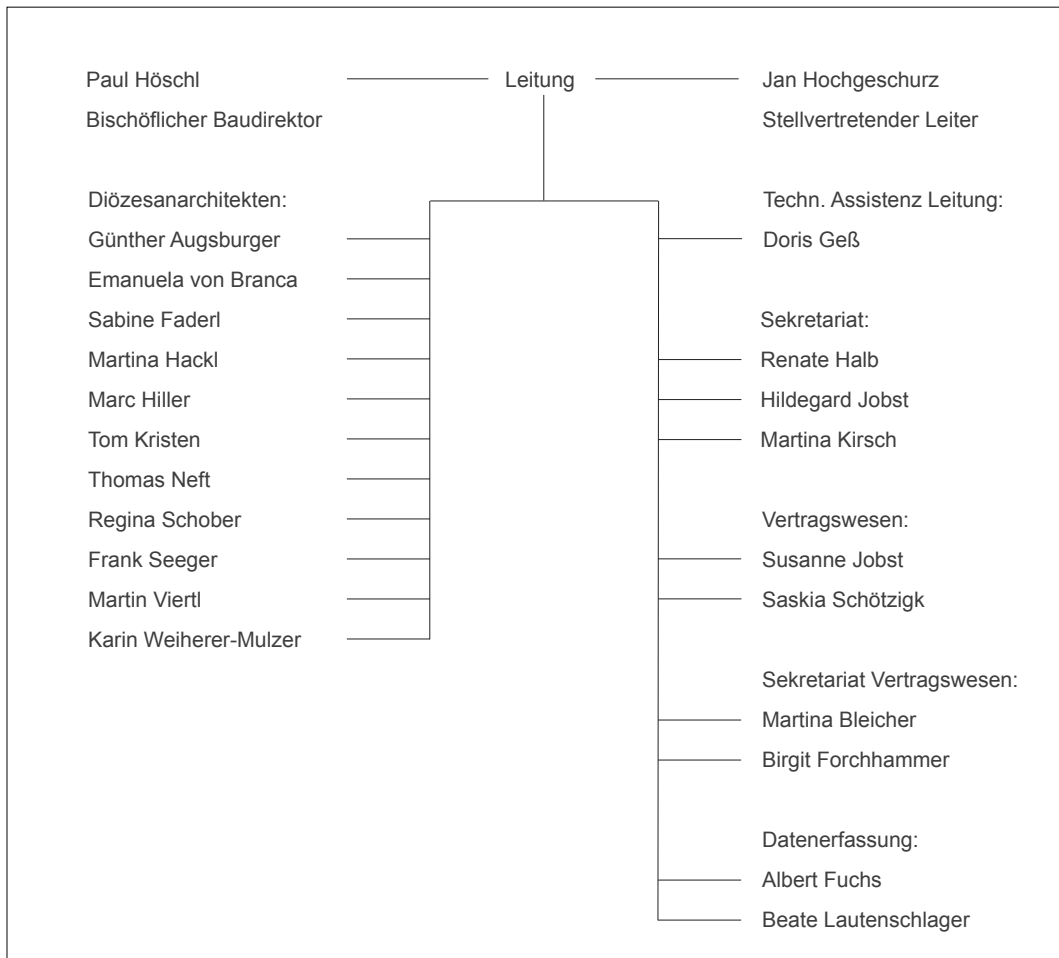 Paul Höschl
Leitung
Jan Hochgeschurz
Bischöflicher Baudirektor
Stellvertretender Leiter
Diözesanarchitekten:
Günther Augsburger
Emanuela von Branca
Sabine Faderl
Martina Hackl
Marc Hiller
Tom Kristen
Thomas Neft
Regina Schober
Frank Seeger
Martin Viertl
Karin Weiherer-Mulzer
Techn. Assistenz Leitung:
Doris Geß
Sekretariat:
Renate Halb
Hildegard Jobst
Martina Kirsch
Vertragswesen:
Susanne Jobst
Saskia Schötzigk
Sekretariat Vertragswesen:
Martina Bleicher
Birgit Forchhammer
Datenerfassung:
Albert Fuchs
Beate Lautenschlager